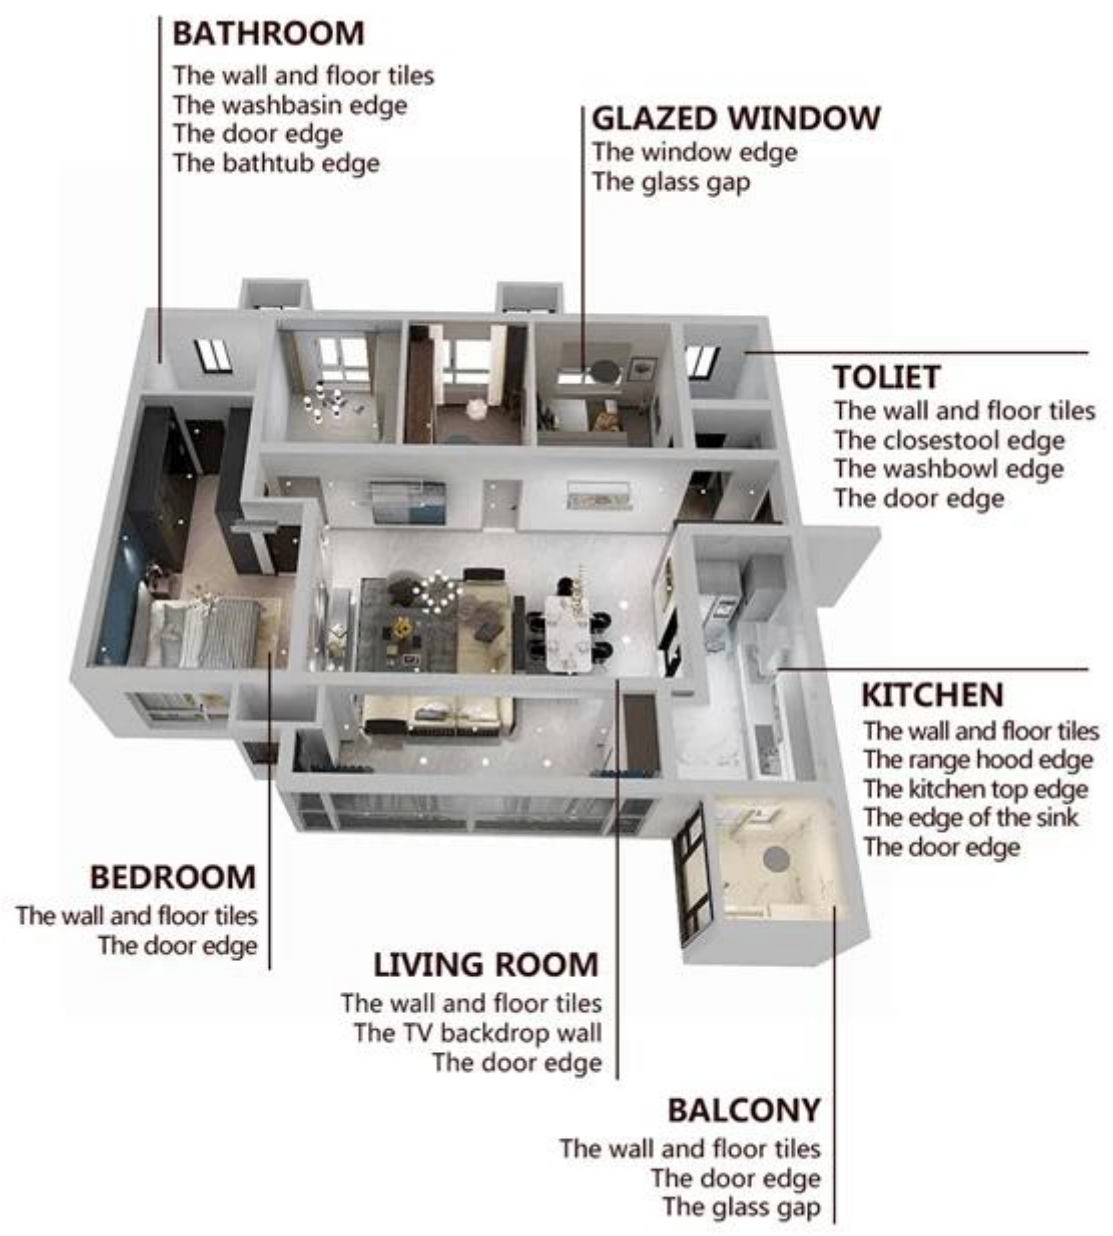 BATHROOM
The wall and floor tiles
The washbasin edge
The door edge
The bathtub edge
GLAZED WINDOW
The window edge
The glass gap
TOLIET
The wall and floor tiles
The closestool edge
The washbowl edge
The door edge
KITCHEN
The wall and floor tiles
The range hood edge
The kitchen top edge
The edge of the sink
The door edge
BEDROOM
The wall and floor tiles
The door edge
LIVING ROOM
The wall and floor tiles
The TV backdrop wall
The door edge
BALCONY
The wall and floor tiles
The door edge
The glass gap